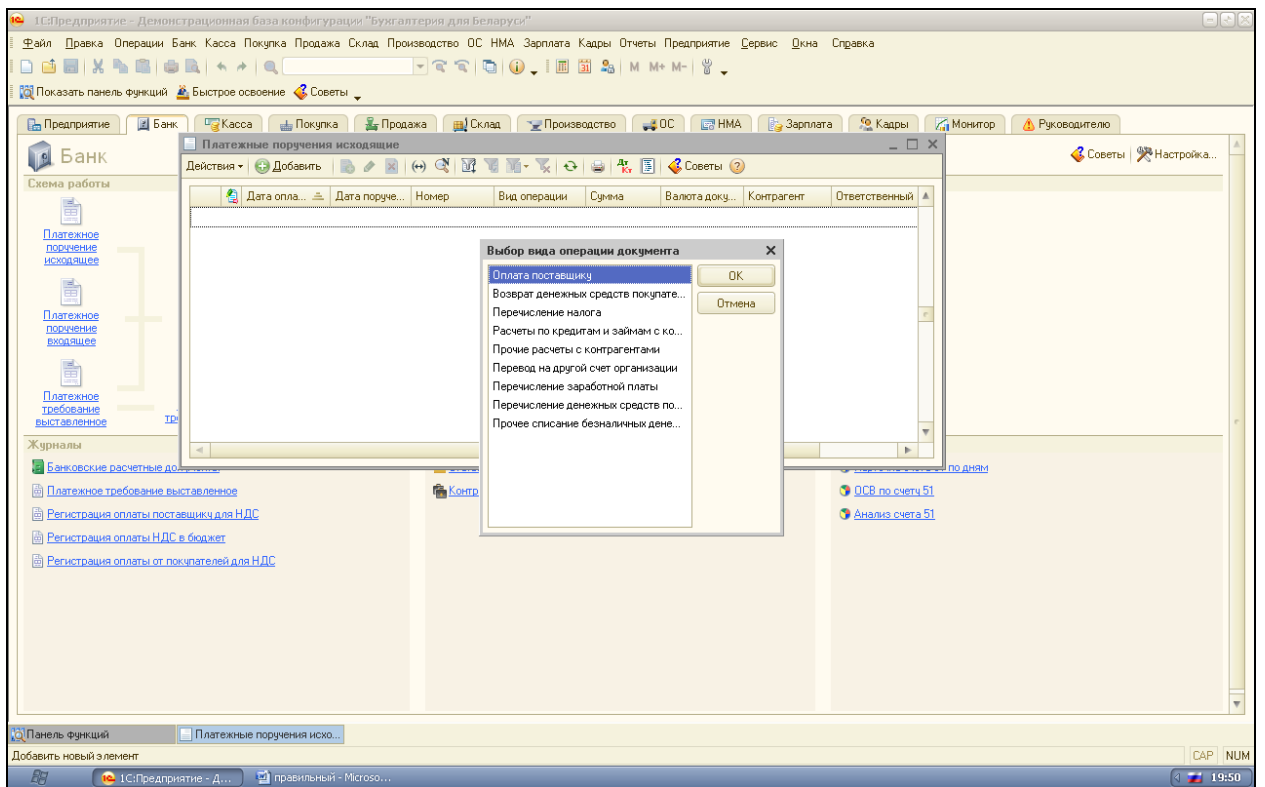 1С:Предприятие - Демонстрационная база конфигурации "Бухгалтерия для Беларуси"
Файл Правка Операции Банк Касса Покупка Продажа Склад Производство ОС НМА Зарплата Кадры Отчеты Предприятие Сервис Окна Справка
М М+ М-
Показать панель функций Быстрое освоение Советы
Предприятие Банк Касса Покупка Продажа Склад Производство ОС НМА Зарплата Кадры Монитор Руководителю
Банк
Советы Настройка...
Платежные поручения исходящие
Действия Добавить Дт Кт Советы
Схема работы
Дата опла... Дата поруче... Номер Вид операции Сумма Валюта доку... Контрагент Ответственный
Платежное
поручение
исходящее
Платежное
поручение
входящее
Платежное
требование
выставленное
Выбор вида операции документа
Оплата поставщику
Возврат денежных средств покупате...
Перечисление налога
Расчеты по кредитам и займам с ко...
Прочие расчеты с контрагентами
Перевод на другой счет организации
Перечисление заработной платы
Перечисление денежных средств по...
Прочее списание безналичных дене...
OK
Отмена
Журналы
Банковские расчетные
по дням
Платежное требование выставленное
Контр
ОСВ по счету 51
Регистрация оплаты поставщику для НДС
Анализ счета 51
Регистрация оплаты НДС в бюджет
Регистрация оплаты от покупателей для НДС
Панель функций Платежные поручения исхо...
Добавить новый элемент
CAP NUM
1С:Предприятие - Д... правильный - Microso...
19:50